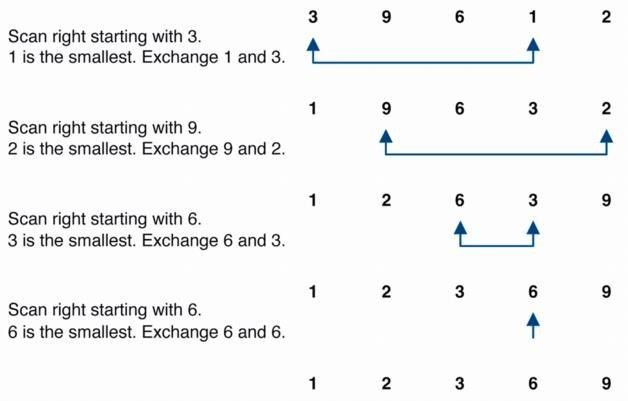 3 9 6 1 2
Scan right starting with 3.
1 is the smallest. Exchange 1 and 3.
1 9 6 3 2
Scan right starting with 9.
2 is the smallest. Exchange 9 and 2.
1 2 6 3 9
Scan right starting with 6.
3 is the smallest. Exchange 6 and 3.
1 2 3 6 9
Scan right starting with 6.
6 is the smallest. Exchange 6 and 6.
1 2 3 6 9